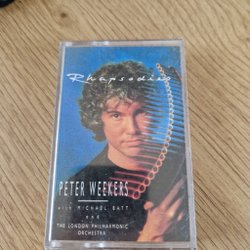 Rhapsodies
PETER WEEKERS
with MICHAEL BATT
and
THE LONDON PHILHARMONIC
ORCHESTRA